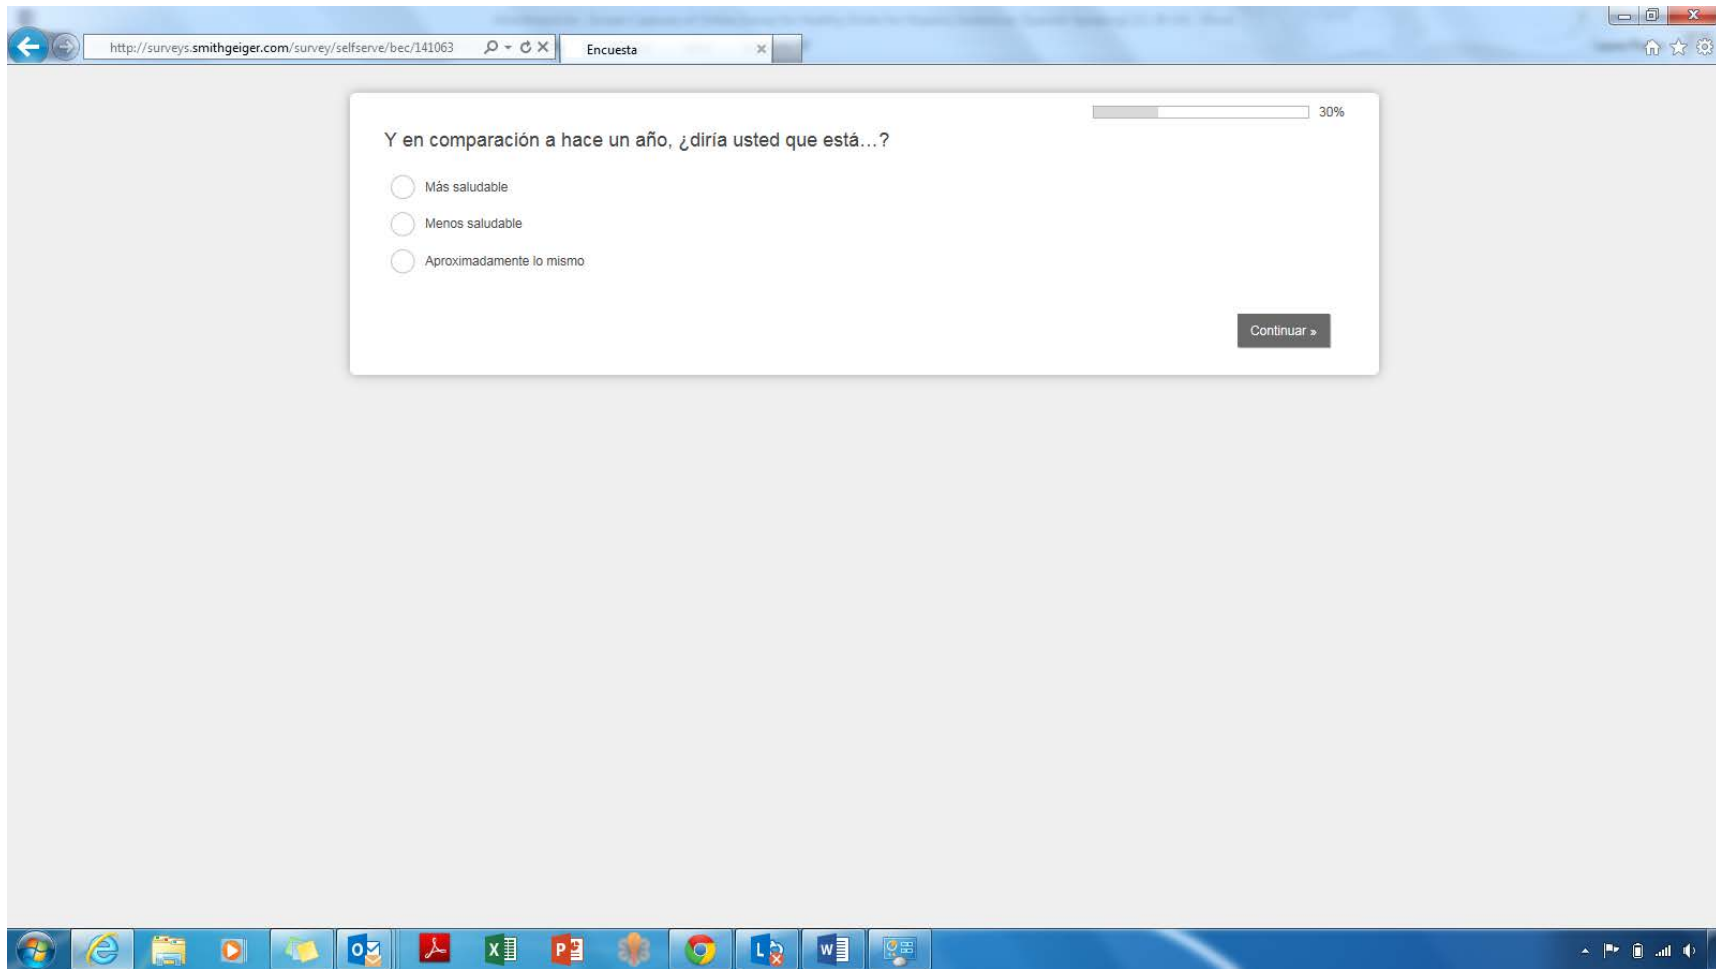 http://surveys.smithgeiger.com/survey/selfserve/bec/141063
Encuesta
30%
Y en comparación a hace un año, ¿diría usted que está...?
Más saludable
Menos saludable
Aproximadamente lo mismo
Continuar »